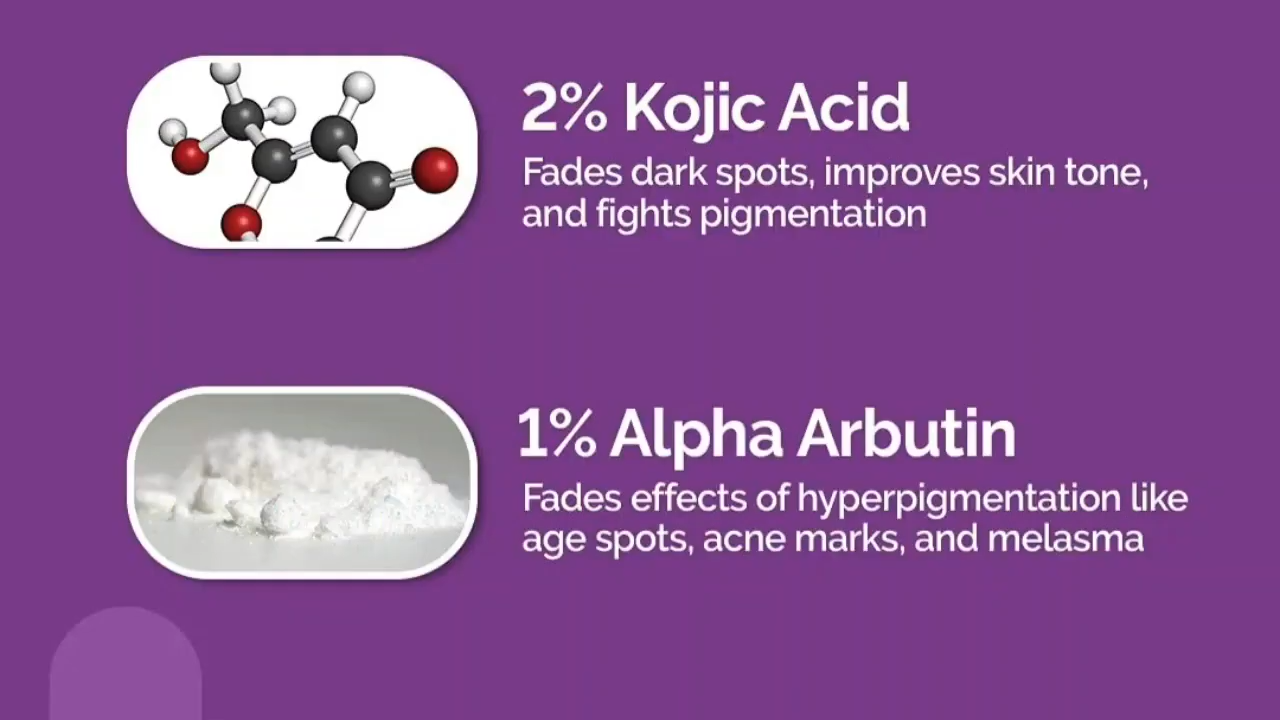 2% Kojic Acid
Fades dark spots, improves skin tone,
and fights pigmentation
1% Alpha Arbutin
Fades effects of hyperpigmentation like
age spots, acne marks, and melasma